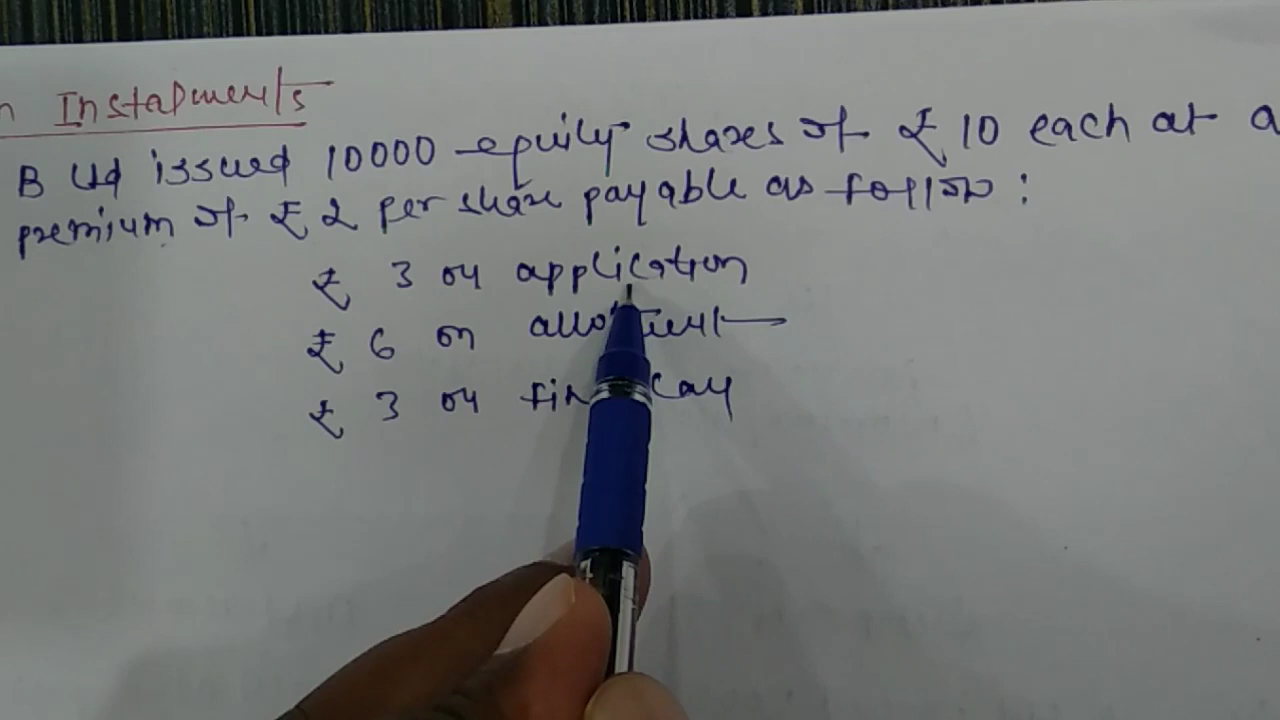 n Instalments
B Ltd issued 10000 equity shares of ₹ 10 each at a
premium of ₹ 2 per share payable as follow :
₹ 3 on application
₹ 6 on allotment
₹ 3 on final call